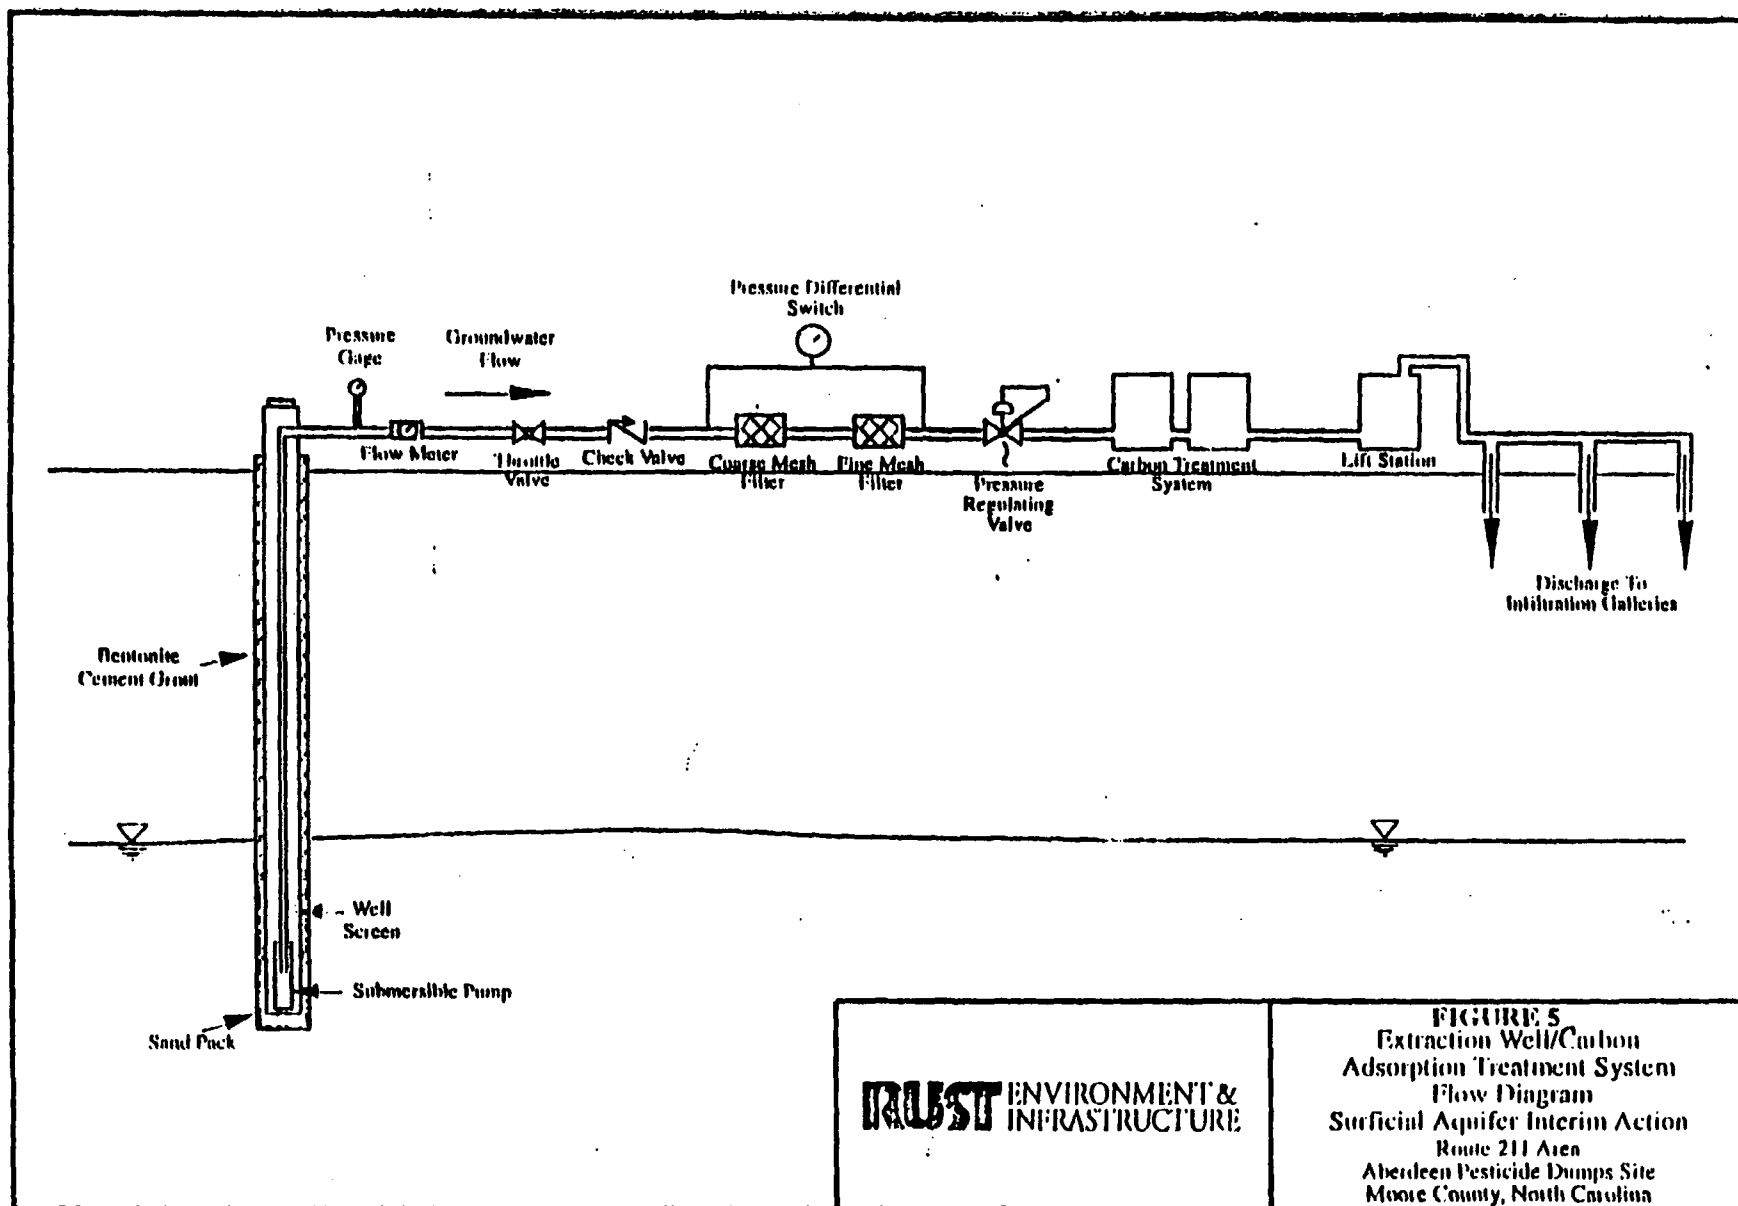 Pressure Differential
Switch
Pressure
Gage
Groundwater
Flow
Flow Meter
Throttle
Valve
Check Valve
Coarse Mesh
Filter
Fine Mesh
Filter
Pressure
Regulating
Valve
Carbon Treatment
System
Lift Station
Discharge To
Infiltration Galleries
Bentonite
Cement Grout
Well
Screen
Submersible Pump
Sand Pack
RUST ENVIRONMENT &
INFRASTRUCTURE
FIGURE 5
Extraction Well/Carbon
Adsorption Treatment System
Flow Diagram
Surficial Aquifer Interim Action
Route 211 Area
Aberdeen Pesticide Dumps Site
Moore County, North Carolina